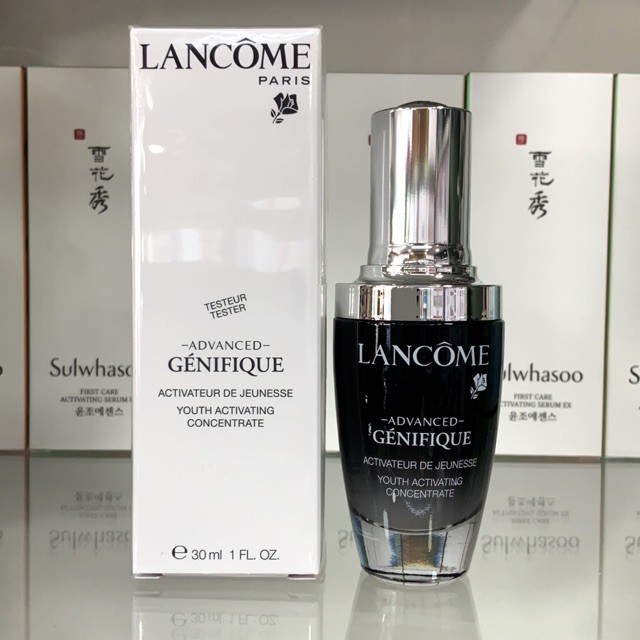 LANCÔME
PARIS
TESTEUR
TESTER
–ADVANCED–
GÉNIFIQUE
ACTIVATEUR DE JEUNESSE
YOUTH ACTIVATING
CONCENTRATE
℮ 30 ml 1 FL. OZ.
LANCÔME
–ADVANCED–
GÉNIFIQUE
ACTIVATEUR DE JEUNESSE
YOUTH ACTIVATING
CONCENTRATE
雪花秀
Sulwhasoo
FIRST CARE
ACTIVATING SERUM
윤조에센스
雪花秀
Sulwhasoo
FIRST CARE
ACTIVATING SERUM EX
윤조에센스